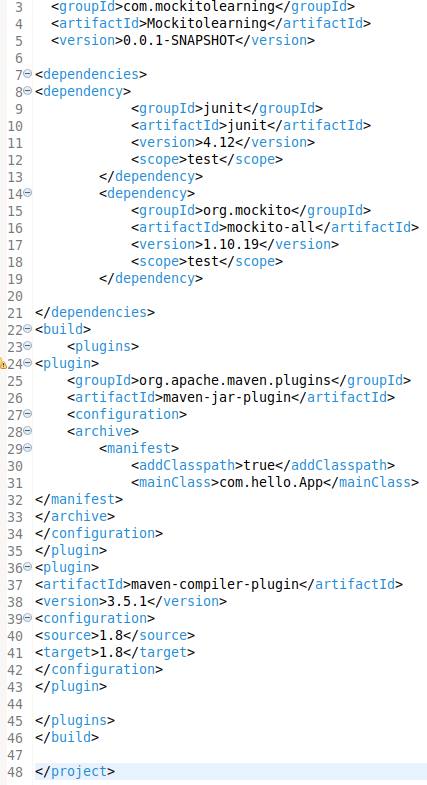 3 <groupId>com.mockitolearning</groupId>
4 <artifactId>Mockitolearning</artifactId>
5 <version>0.0.1-SNAPSHOT</version>
6
7 <dependencies>
8 <dependency>
9 <groupId>junit</groupId>
10 <artifactId>junit</artifactId>
11 <version>4.12</version>
12 <scope>test</scope>
13 </dependency>
14 <dependency>
15 <groupId>org.mockito</groupId>
16 <artifactId>mockito-all</artifactId>
17 <version>1.10.19</version>
18 <scope>test</scope>
19 </dependency>
20
21 </dependencies>
22 <build>
23 <plugins>
24 <plugin>
25 <groupId>org.apache.maven.plugins</groupId>
26 <artifactId>maven-jar-plugin</artifactId>
27 <configuration>
28 <archive>
29 <manifest>
30 <addClasspath>true</addClasspath>
31 <mainClass>com.hello.App</mainClass>
32 </manifest>
33 </archive>
34 </configuration>
35 </plugin>
36 <plugin>
37 <artifactId>maven-compiler-plugin</artifactId>
38 <version>3.5.1</version>
39 <configuration>
40 <source>1.8</source>
41 <target>1.8</target>
42 </configuration>
43 </plugin>
44
45 </plugins>
46 </build>
47
48 </project>